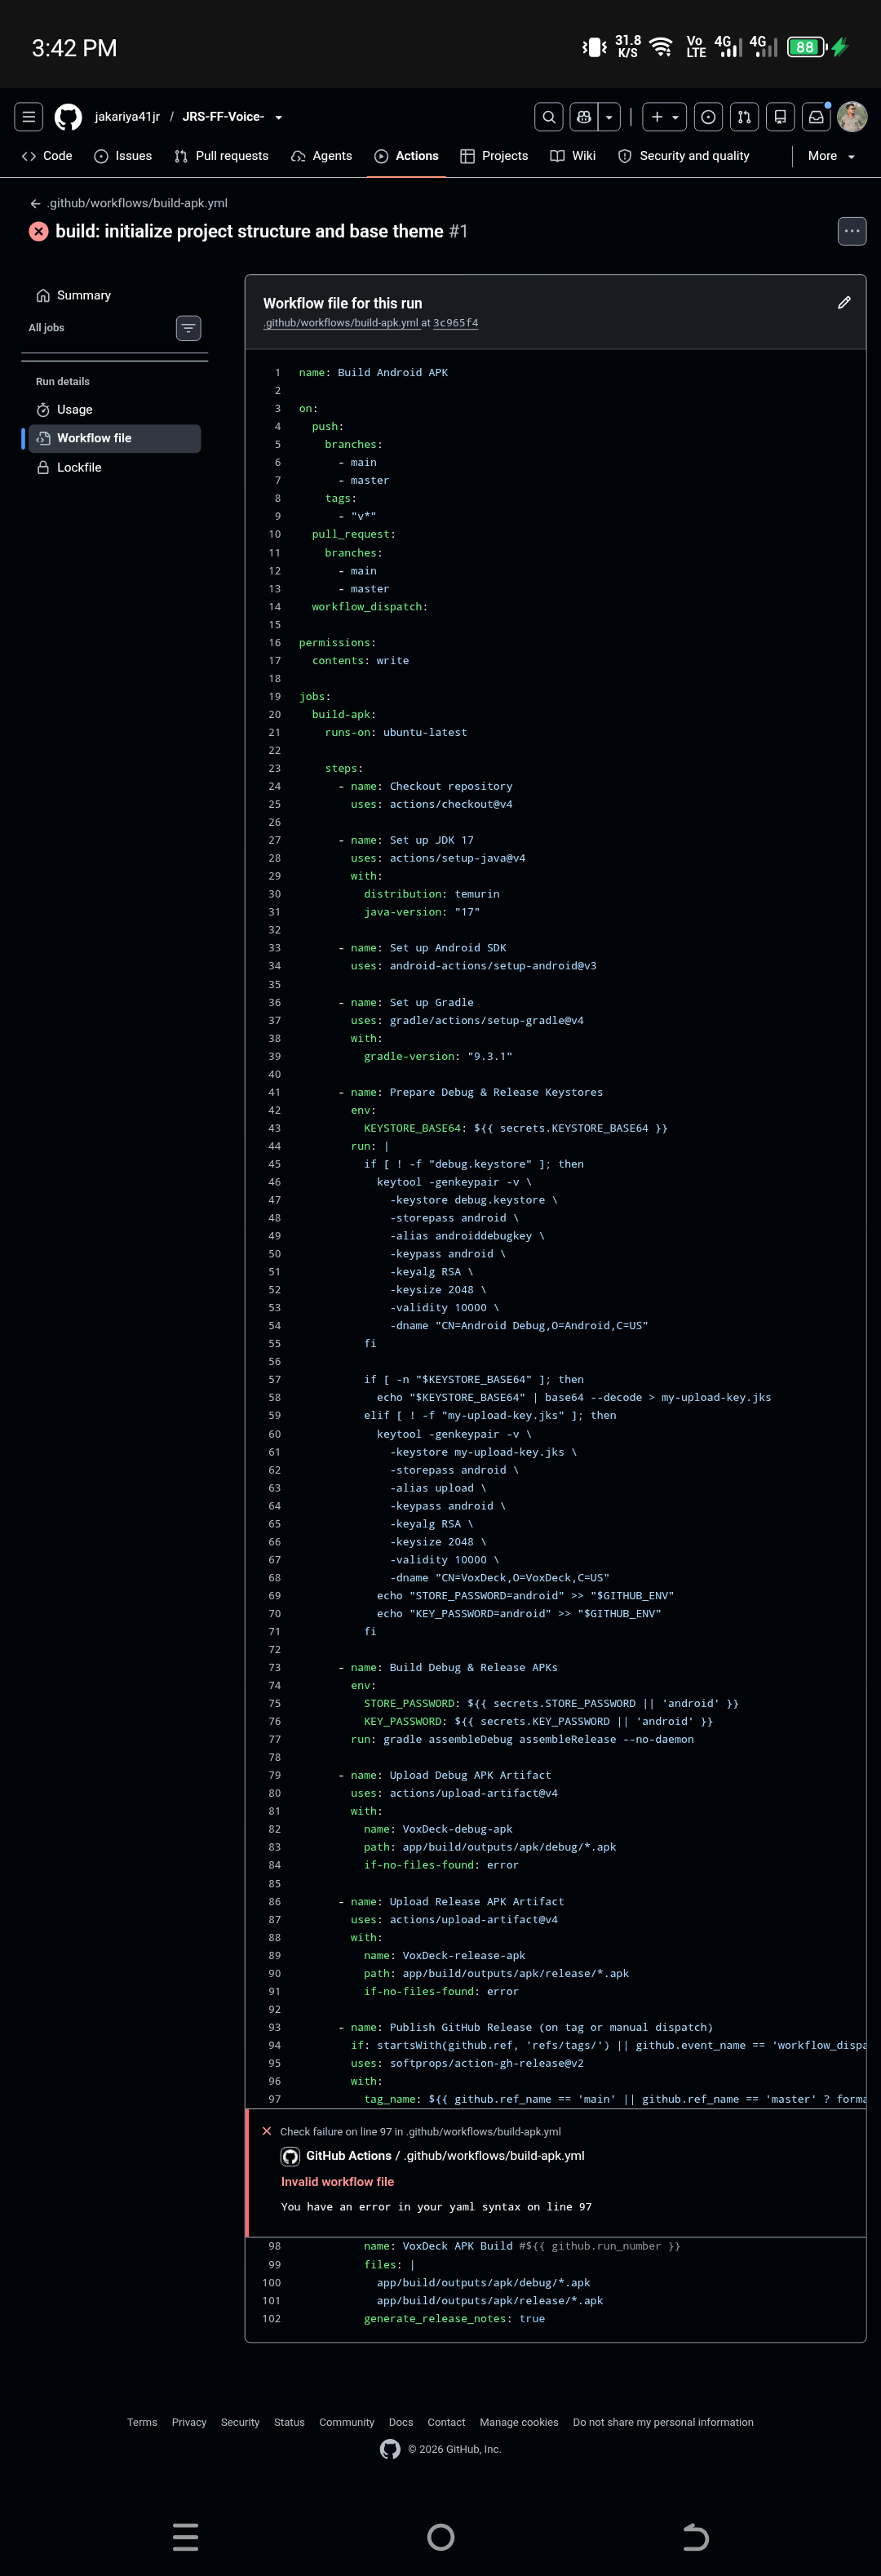 3:42 PM
31.8 K/S
Vo LTE
4G
4G
88
jakariya41jr / JRS-FF-Voice-
Code
Issues
Pull requests
Agents
Actions
Projects
Wiki
Security and quality
More
.github/workflows/build-apk.yml
build: initialize project structure and base theme #1
Summary
All jobs
Run details
Usage
Workflow file
Lockfile
Workflow file for this run
.github/workflows/build-apk.yml at 3c965f4
1 name: Build Android APK
2
3 on:
4 push:
5 branches:
6 - main
7 - master
8 tags:
9 - "v*"
10 pull_request:
11 branches:
12 - main
13 - master
14 workflow_dispatch:
15
16 permissions:
17 contents: write
18
19 jobs:
20 build-apk:
21 runs-on: ubuntu-latest
22
23 steps:
24 - name: Checkout repository
25 uses: actions/checkout@v4
26
27 - name: Set up JDK 17
28 uses: actions/setup-java@v4
29 with:
30 distribution: temurin
31 java-version: "17"
32
33 - name: Set up Android SDK
34 uses: android-actions/setup-android@v3
35
36 - name: Set up Gradle
37 uses: gradle/actions/setup-gradle@v4
38 with:
39 gradle-version: "9.3.1"
40
41 - name: Prepare Debug & Release Keystores
42 env:
43 KEYSTORE_BASE64: ${{ secrets.KEYSTORE_BASE64 }}
44 run: |
45 if [ ! -f "debug.keystore" ]; then
46 keytool -genkeypair -v \
47 -keystore debug.keystore \
48 -storepass android \
49 -alias androiddebugkey \
50 -keypass android \
51 -keyalg RSA \
52 -keysize 2048 \
53 -validity 10000 \
54 -dname "CN=Android Debug,O=Android,C=US"
55 fi
56
57 if [ -n "$KEYSTORE_BASE64" ]; then
58 echo "$KEYSTORE_BASE64" | base64 --decode > my-upload-key.jks
59 elif [ ! -f "my-upload-key.jks" ]; then
60 keytool -genkeypair -v \
61 -keystore my-upload-key.jks \
62 -storepass android \
63 -alias upload \
64 -keypass android \
65 -keyalg RSA \
66 -keysize 2048 \
67 -validity 10000 \
68 -dname "CN=VoxDeck,O=VoxDeck,C=US"
69 echo "STORE_PASSWORD=android" >> "$GITHUB_ENV"
70 echo "KEY_PASSWORD=android" >> "$GITHUB_ENV"
71 fi
72
73 - name: Build Debug & Release APKs
74 env:
75 STORE_PASSWORD: ${{ secrets.STORE_PASSWORD || 'android' }}
76 KEY_PASSWORD: ${{ secrets.KEY_PASSWORD || 'android' }}
77 run: gradle assembleDebug assembleRelease --no-daemon
78
79 - name: Upload Debug APK Artifact
80 uses: actions/upload-artifact@v4
81 with:
82 name: VoxDeck-debug-apk
83 path: app/build/outputs/apk/debug/*.apk
84 if-no-files-found: error
85
86 - name: Upload Release APK Artifact
87 uses: actions/upload-artifact@v4
88 with:
89 name: VoxDeck-release-apk
90 path: app/build/outputs/apk/release/*.apk
91 if-no-files-found: error
92
93 - name: Publish GitHub Release (on tag or manual dispatch)
94 if: startsWith(github.ref, 'refs/tags/') || github.event_name == 'workflow_dispa
95 uses: softprops/action-gh-release@v2
96 with:
97 tag_name: ${{ github.ref_name == 'main' || github.ref_name == 'master' ? forma
Check failure on line 97 in .github/workflows/build-apk.yml
GitHub Actions / .github/workflows/build-apk.yml
Invalid workflow file
You have an error in your yaml syntax on line 97
98 name: VoxDeck APK Build #${{ github.run_number }}
99 files: |
100 app/build/outputs/apk/debug/*.apk
101 app/build/outputs/apk/release/*.apk
102 generate_release_notes: true
Terms Privacy Security Status Community Docs Contact Manage cookies Do not share my personal information
© 2026 GitHub, Inc.